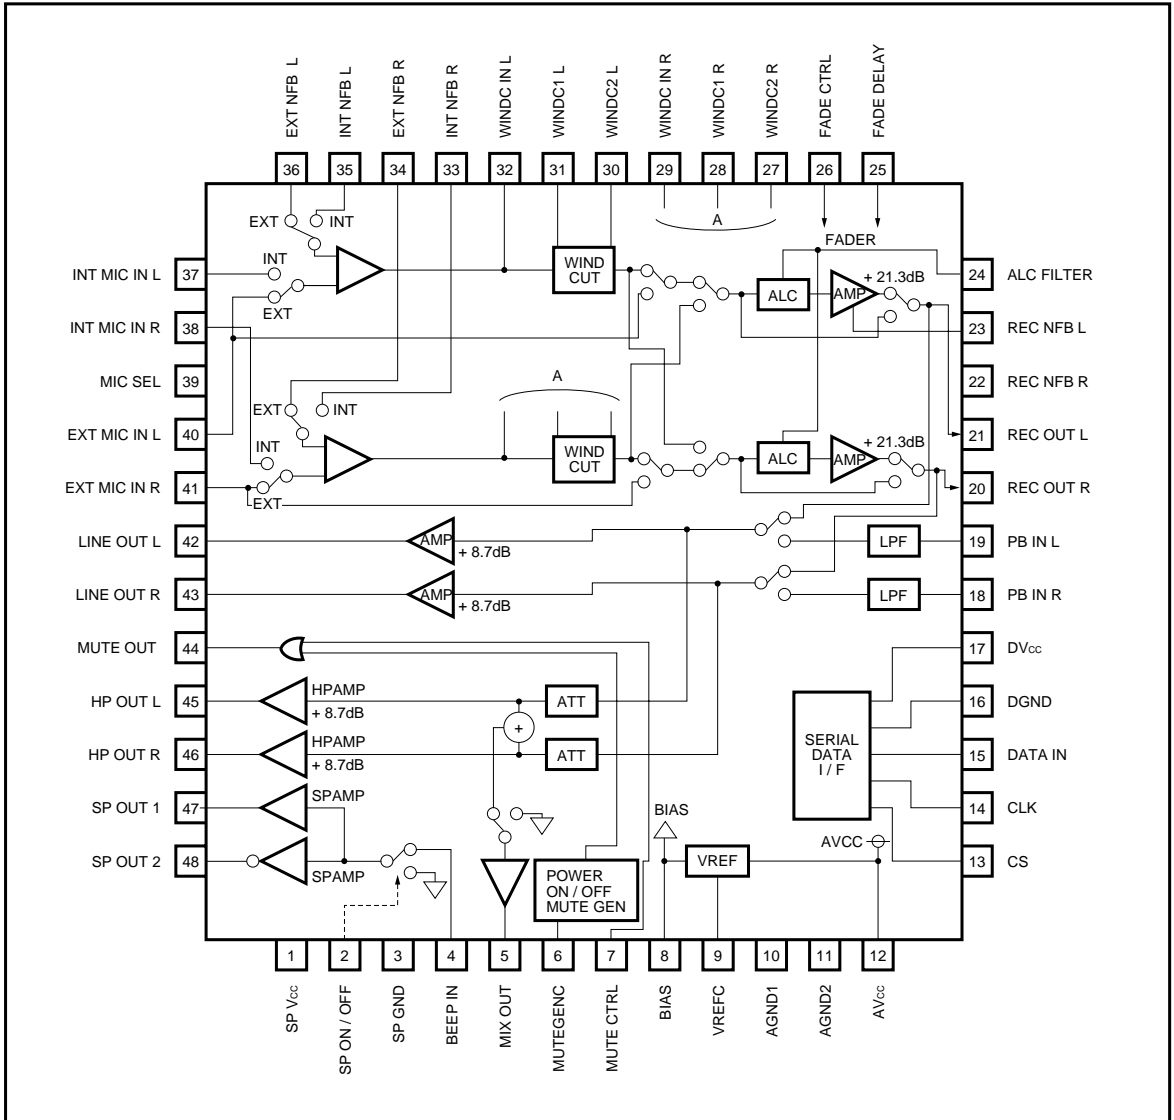 EXT NFB L
INT NFB L
EXT NFB R
INT NFB R
WINDC IN L
WINDC1 L
WINDC2 L
WINDC IN R
WINDC1 R
WINDC2 R
FADE CTRL
FADE DELAY
36 35 34 33 32 31 30 29 28 27 26 25
EXT INT
A
FADER
INT MIC IN L 37
INT
EXT
WIND
CUT
ALC
AMP
+ 21.3dB
24 ALC FILTER
INT MIC IN R 38
23 REC NFB L
MIC SEL 39
A
22 REC NFB R
EXT INT
EXT MIC IN L 40
INT
WIND
CUT
ALC
AMP
+ 21.3dB
21 REC OUT L
EXT MIC IN R 41
EXT
20 REC OUT R
LINE OUT L 42
AMP
+ 8.7dB
LPF
19 PB IN L
LINE OUT R 43
AMP
+ 8.7dB
LPF
18 PB IN R
MUTE OUT 44
17 DVcc
HP OUT L 45
HPAMP
+ 8.7dB
ATT
16 DGND
+
HP OUT R 46
HPAMP
+ 8.7dB
ATT
SERIAL
DATA
I / F
15 DATA IN
SP OUT 1 47
SPAMP
BIAS
14 CLK
AVCC
SP OUT 2 48
SPAMP
POWER
ON / OFF
MUTE GEN
VREF
13 CS
1 2 3 4 5 6 7 8 9 10 11 12
SP Vcc
SP ON / OFF
SP GND
BEEP IN
MIX OUT
MUTEGENC
MUTE CTRL
BIAS
VREFC
AGND1
AGND2
AVcc